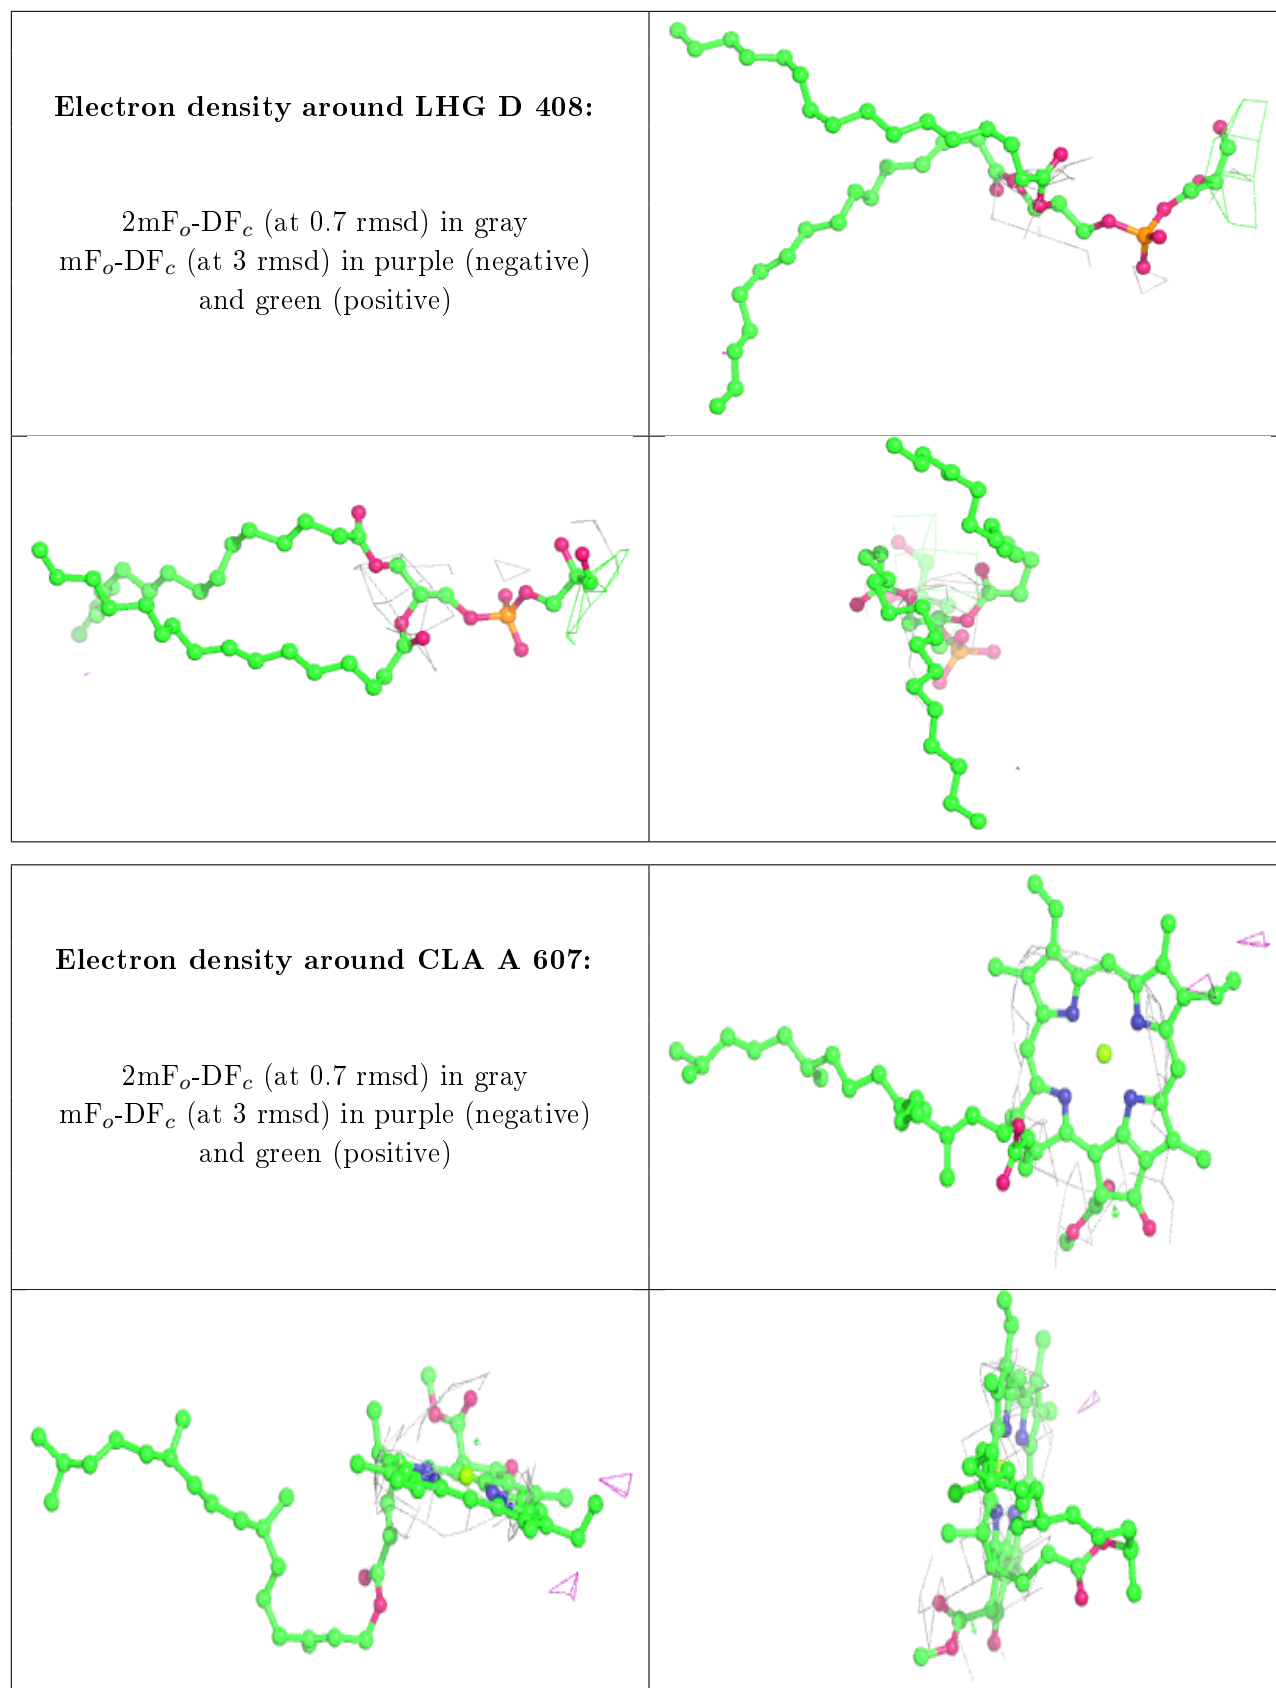 Electron density around LHG D 408:
2mFₒ-DF𝒸 (at 0.7 rmsd) in gray
mFₒ-DF𝒸 (at 3 rmsd) in purple (negative)
and green (positive)
Electron density around CLA A 607:
2mFₒ-DF𝒸 (at 0.7 rmsd) in gray
mFₒ-DF𝒸 (at 3 rmsd) in purple (negative)
and green (positive)